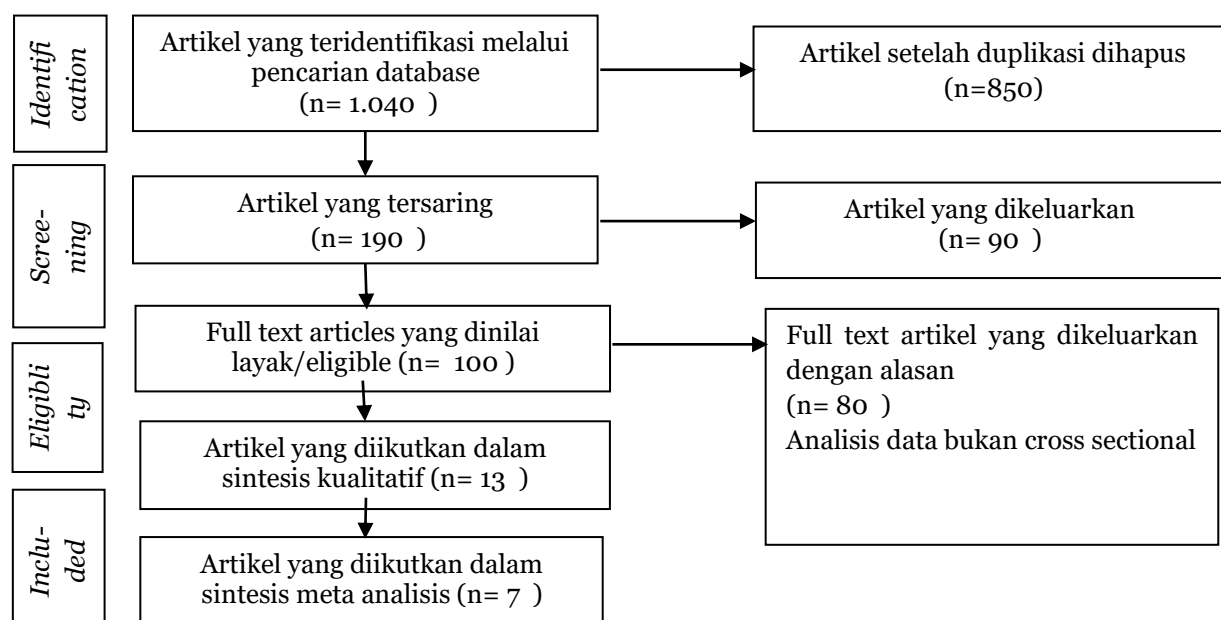 Identifi
cation
Artikel yang teridentifikasi melalui
pencarian database
(n= 1.040 )
Artikel setelah duplikasi dihapus
(n=850)
Scree-
ning
Artikel yang tersaring
(n= 190 )
Artikel yang dikeluarkan
(n= 90 )
Eligibli
ty
Full text articles yang dinilai
layak/eligible (n= 100 )
Full text artikel yang dikeluarkan
dengan alasan
(n= 80 )
Analisis data bukan cross sectional
Artikel yang diikutkan dalam
sintesis kualitatif (n= 13 )
Inclu-
ded
Artikel yang diikutkan dalam
sintesis meta analisis (n= 7 )